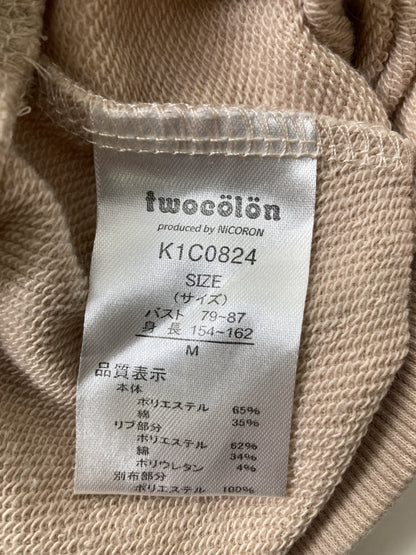 twocölön
produced by NiCORON
K1C0824
SIZE
(サイズ)
バスト 79~87
身長 154~162
M
品質表示
本体
ポリエステル 65%
綿 35%
リブ部分
ポリエステル 62%
綿 34%
ポリウレタン 4%
別布部分
ポリエステル 100%